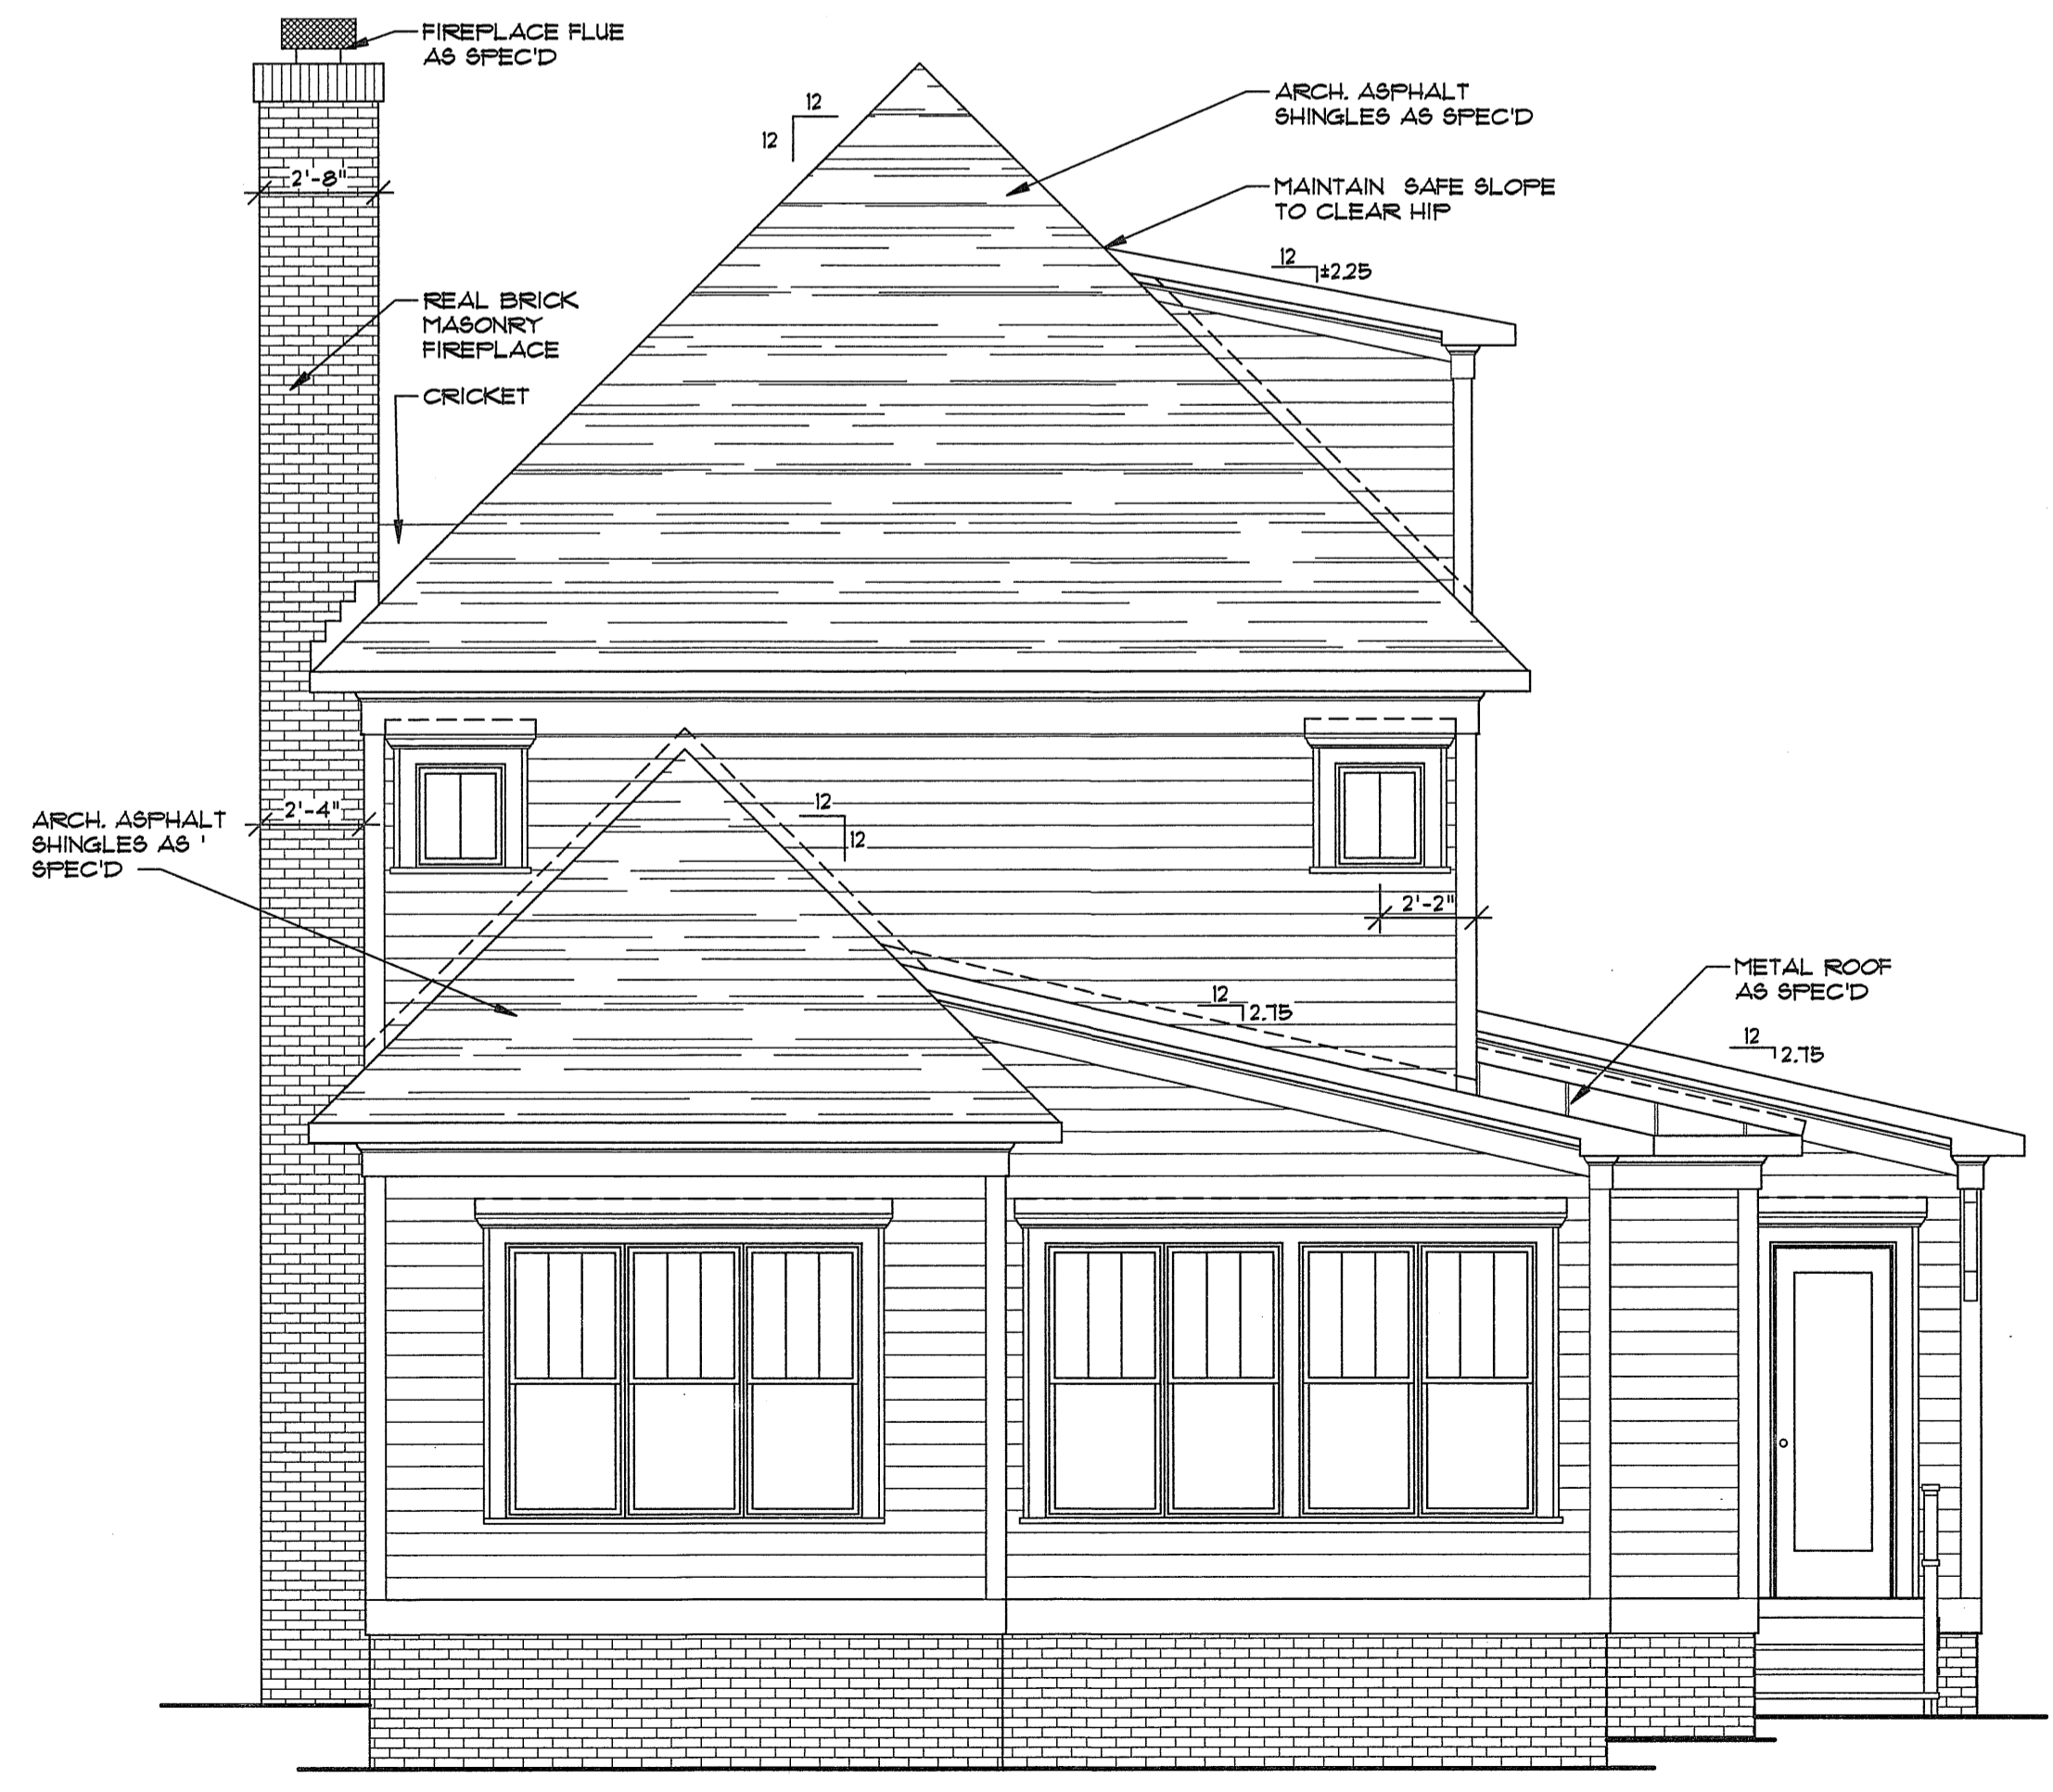 FIREPLACE FLUE
AS SPEC'D
12
12
ARCH. ASPHALT
SHINGLES AS SPEC'D
2'-8"
MAINTAIN SAFE SLOPE
TO CLEAR HIP
12
±2.25
REAL BRICK
MASONRY
FIREPLACE
CRICKET
2'-4"
ARCH. ASPHALT
SHINGLES AS '
SPEC'D
12
12
2'-2"
METAL ROOF
AS SPEC'D
12
2.75
12
2.75